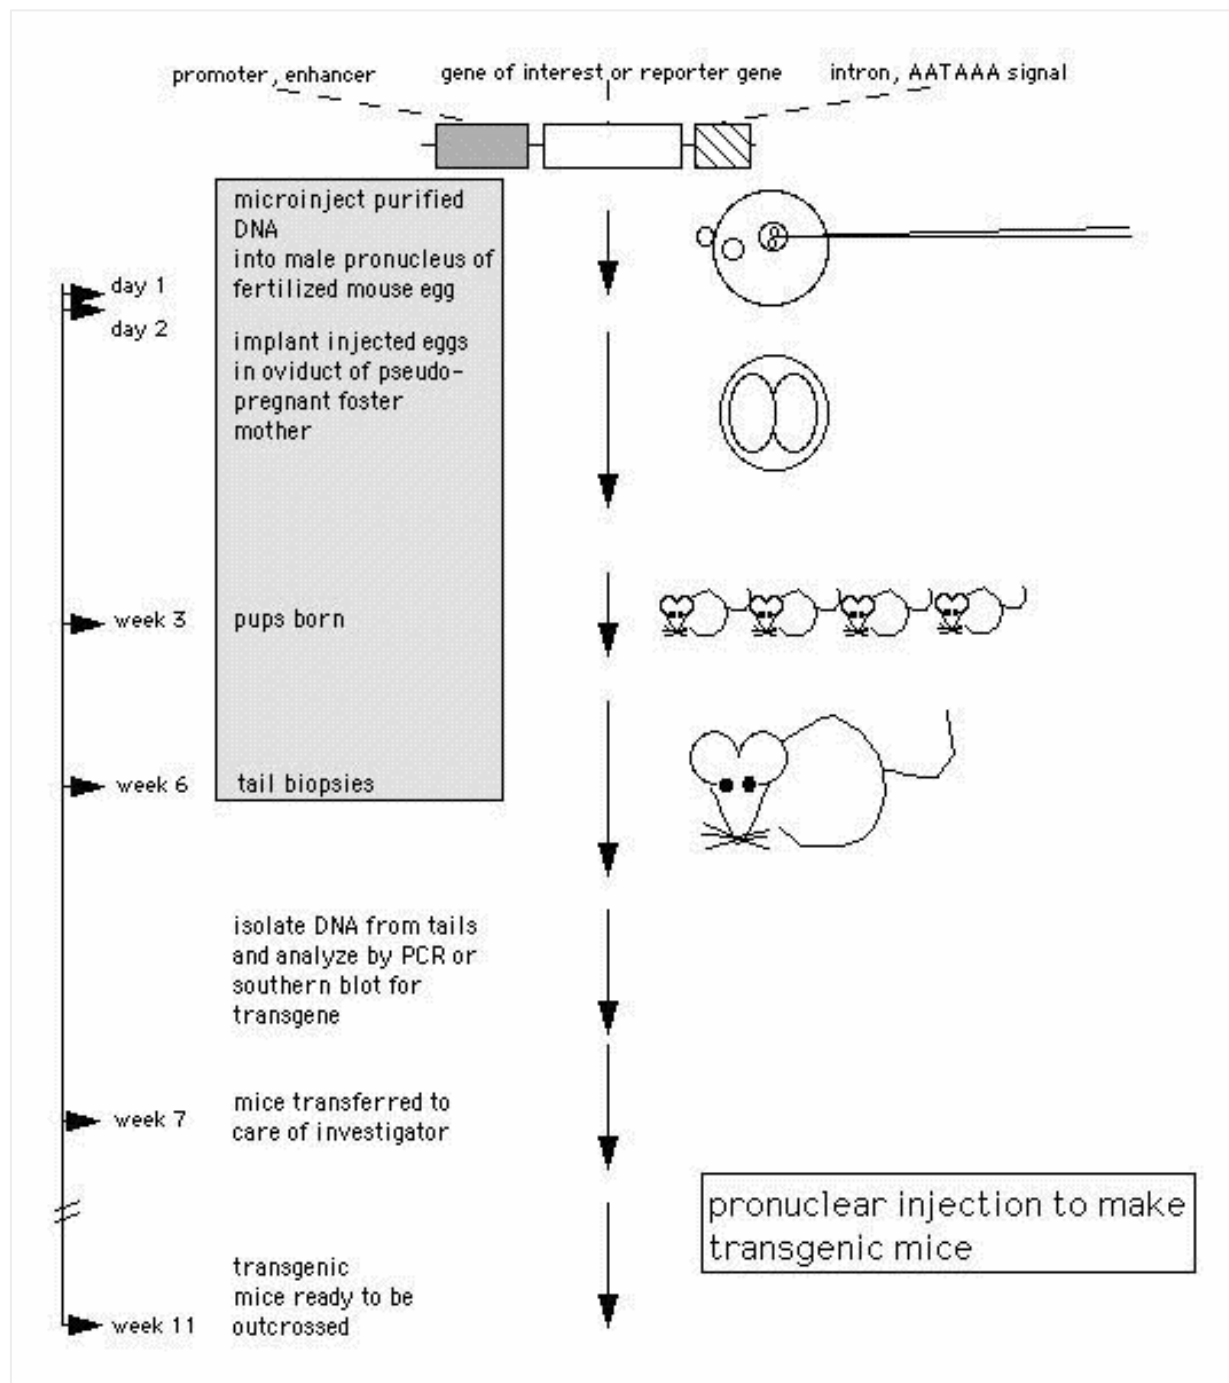 promoter, enhancer
gene of interest or reporter gene
intron, AATAAA signal
microinject purified
DNA
into male pronucleus of
fertilized mouse egg
day 1
day 2
implant injected eggs
in oviduct of pseudo-
pregnant foster
mother
week 3
pups born
week 6
tail biopsies
isolate DNA from tails
and analyze by PCR or
southern blot for
transgene
week 7
mice transferred to
care of investigator
pronuclear injection to make
transgenic mice
week 11
transgenic
mice ready to be
outcrossed